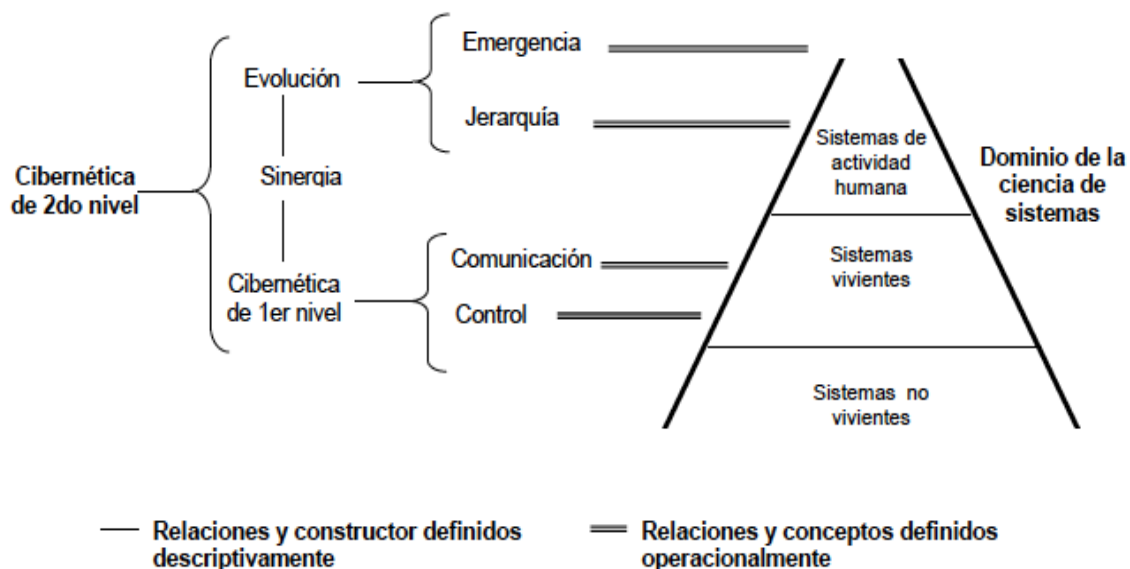 Cibernética
de 2do nivel
Evolución
Sinergia
Cibernética
de 1er nivel
Emergencia
Jerarquía
Comunicación
Control
Sistemas de
actividad
humana
Sistemas
vivientes
Sistemas no
vivientes
Dominio de la
ciencia de
sistemas
Relaciones y constructor definidos
descriptivamente
Relaciones y conceptos definidos
operacionalmente